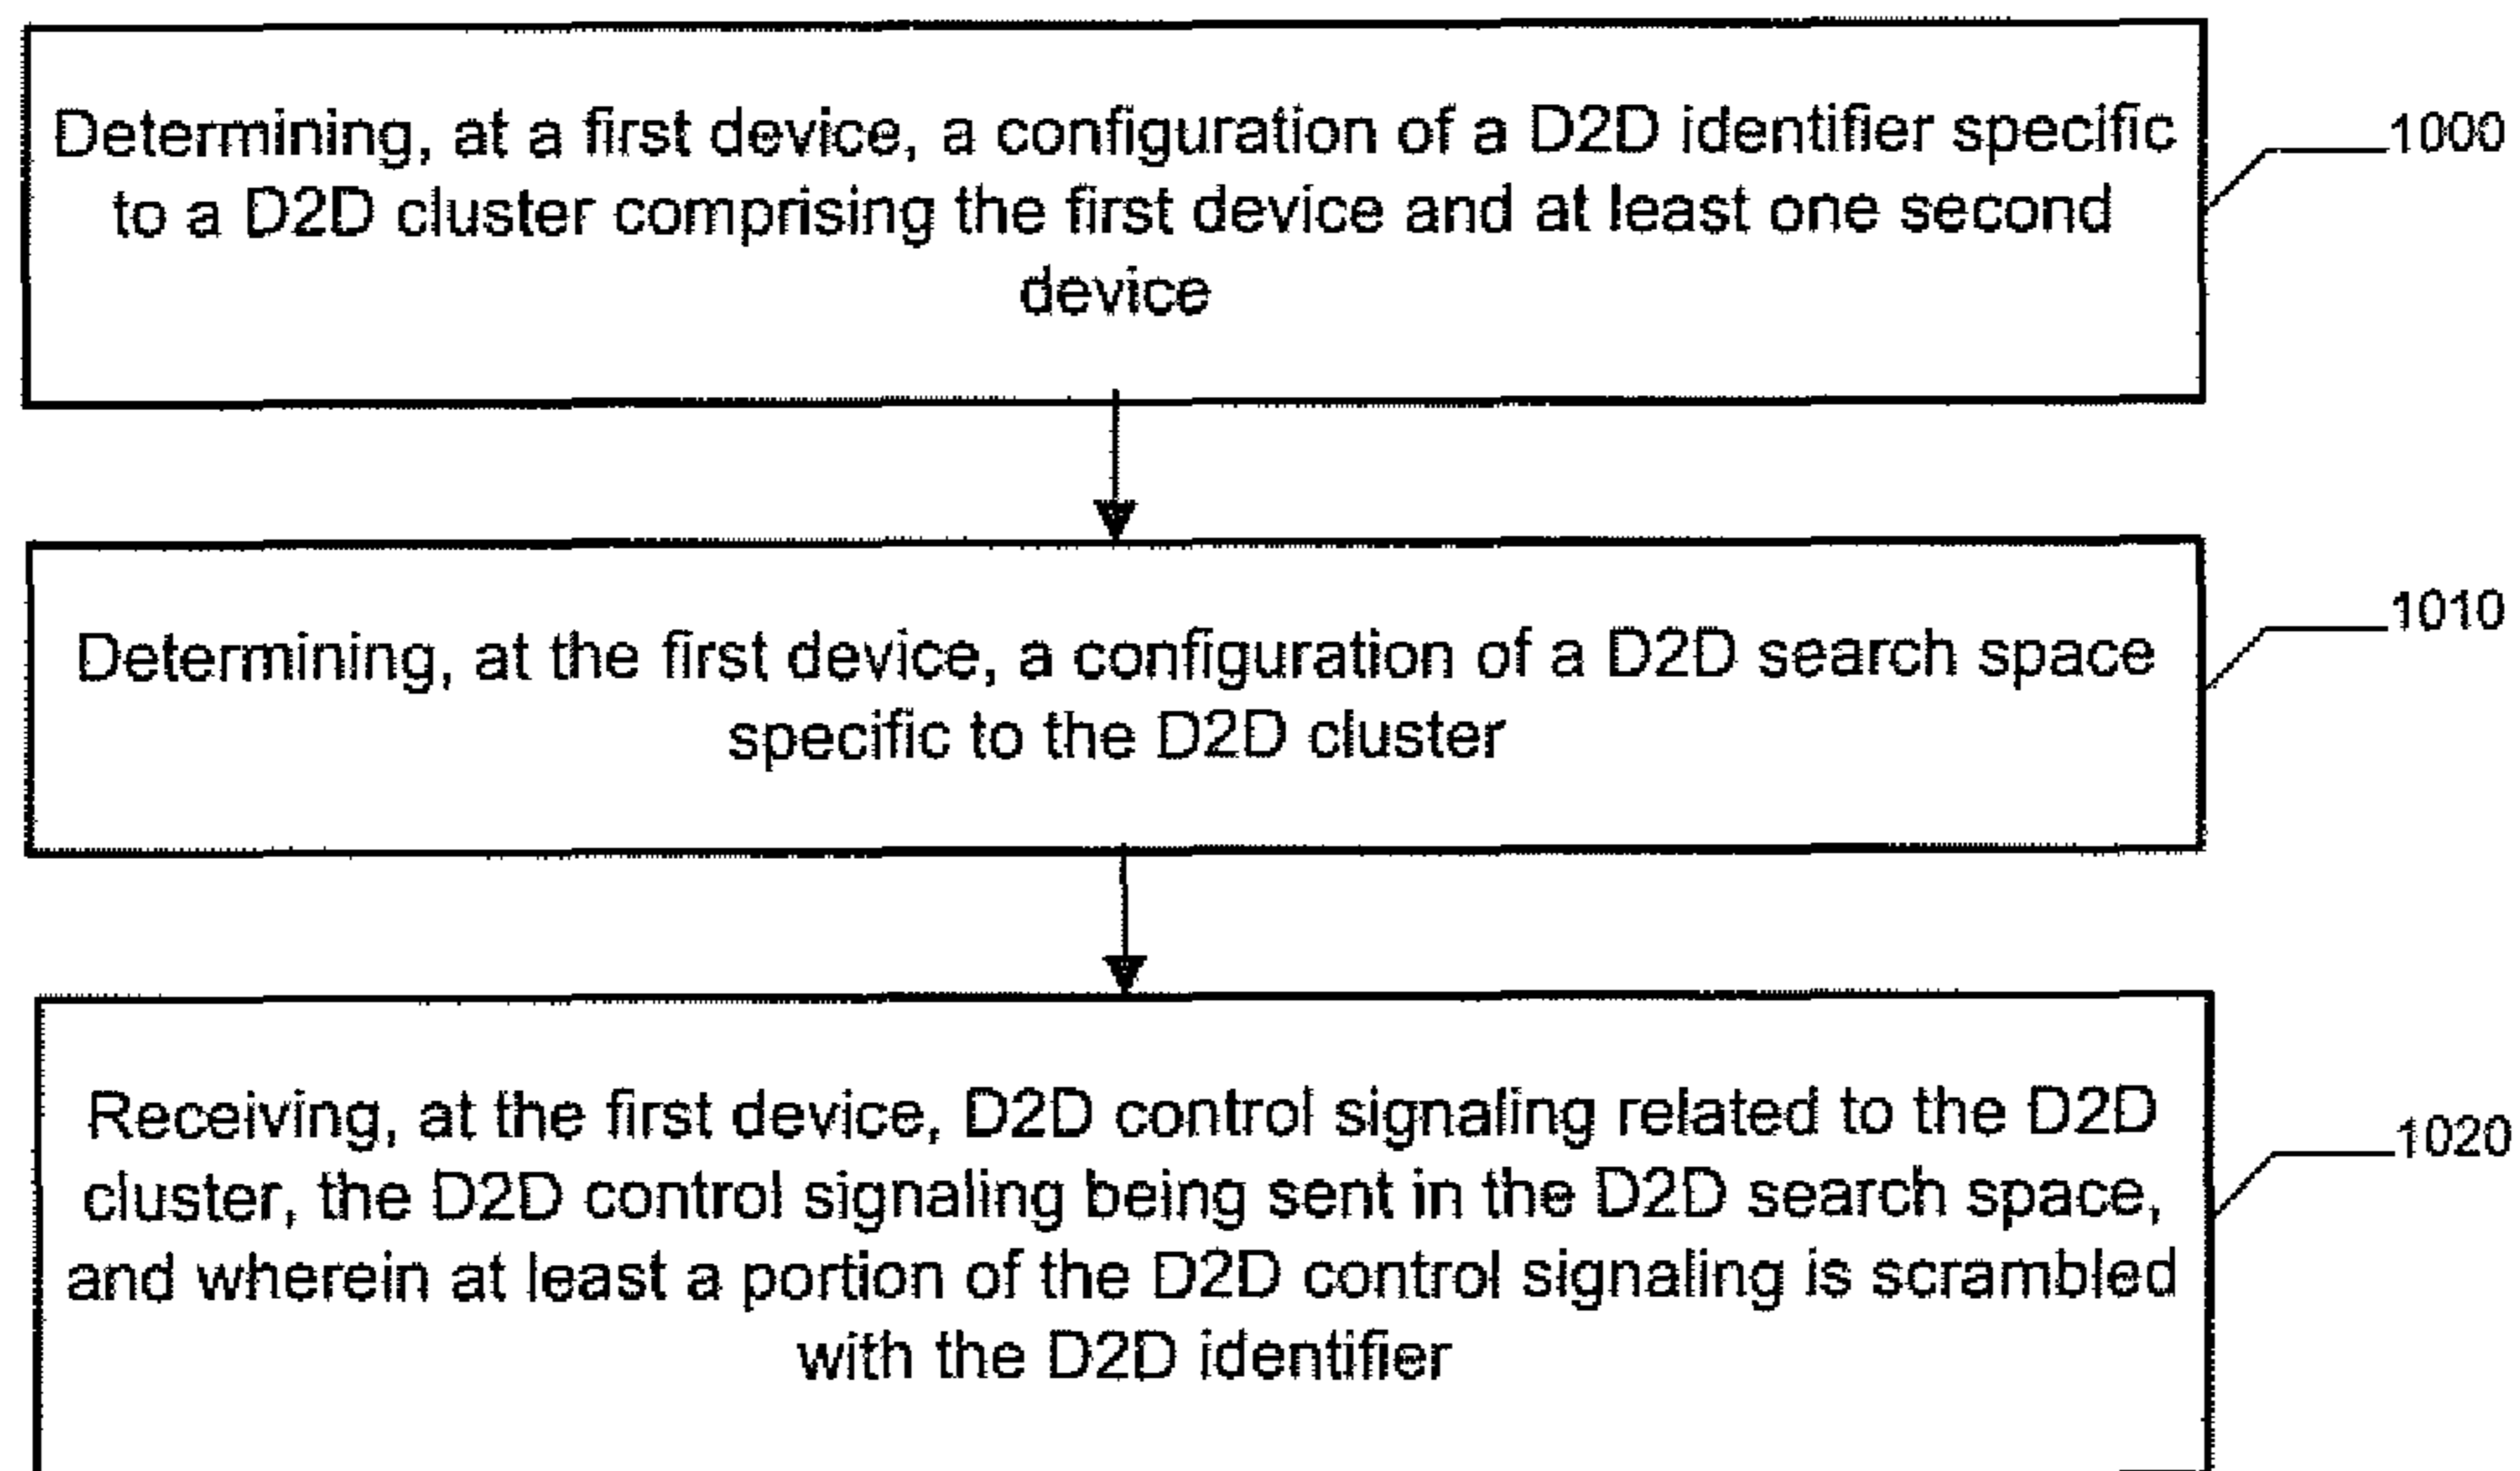 Determining, at a first device, a configuration of a D2D identifier specific
to a D2D cluster comprising the first device and at least one second
device
1000
Determining, at the first device, a configuration of a D2D search space
specific to the D2D cluster
1010
Receiving, at the first device, D2D control signaling related to the D2D
cluster, the D2D control signaling being sent in the D2D search space,
and wherein at least a portion of the D2D control signaling is scrambled
with the D2D identifier
1020